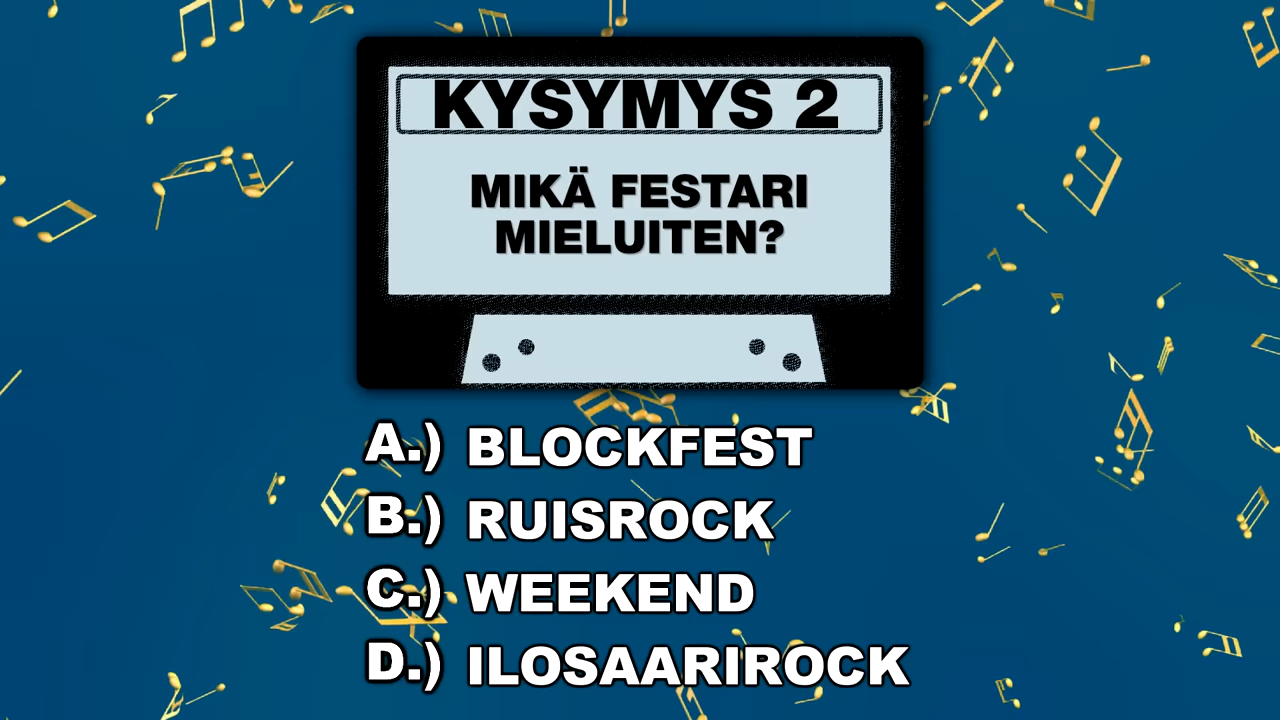 KYSYMYS 2
MIKÄ FESTARI
MIELUITEN?
A.) BLOCKFEST
B.) RUISROCK
C.) WEEKEND
D.) ILOSAARIROCK